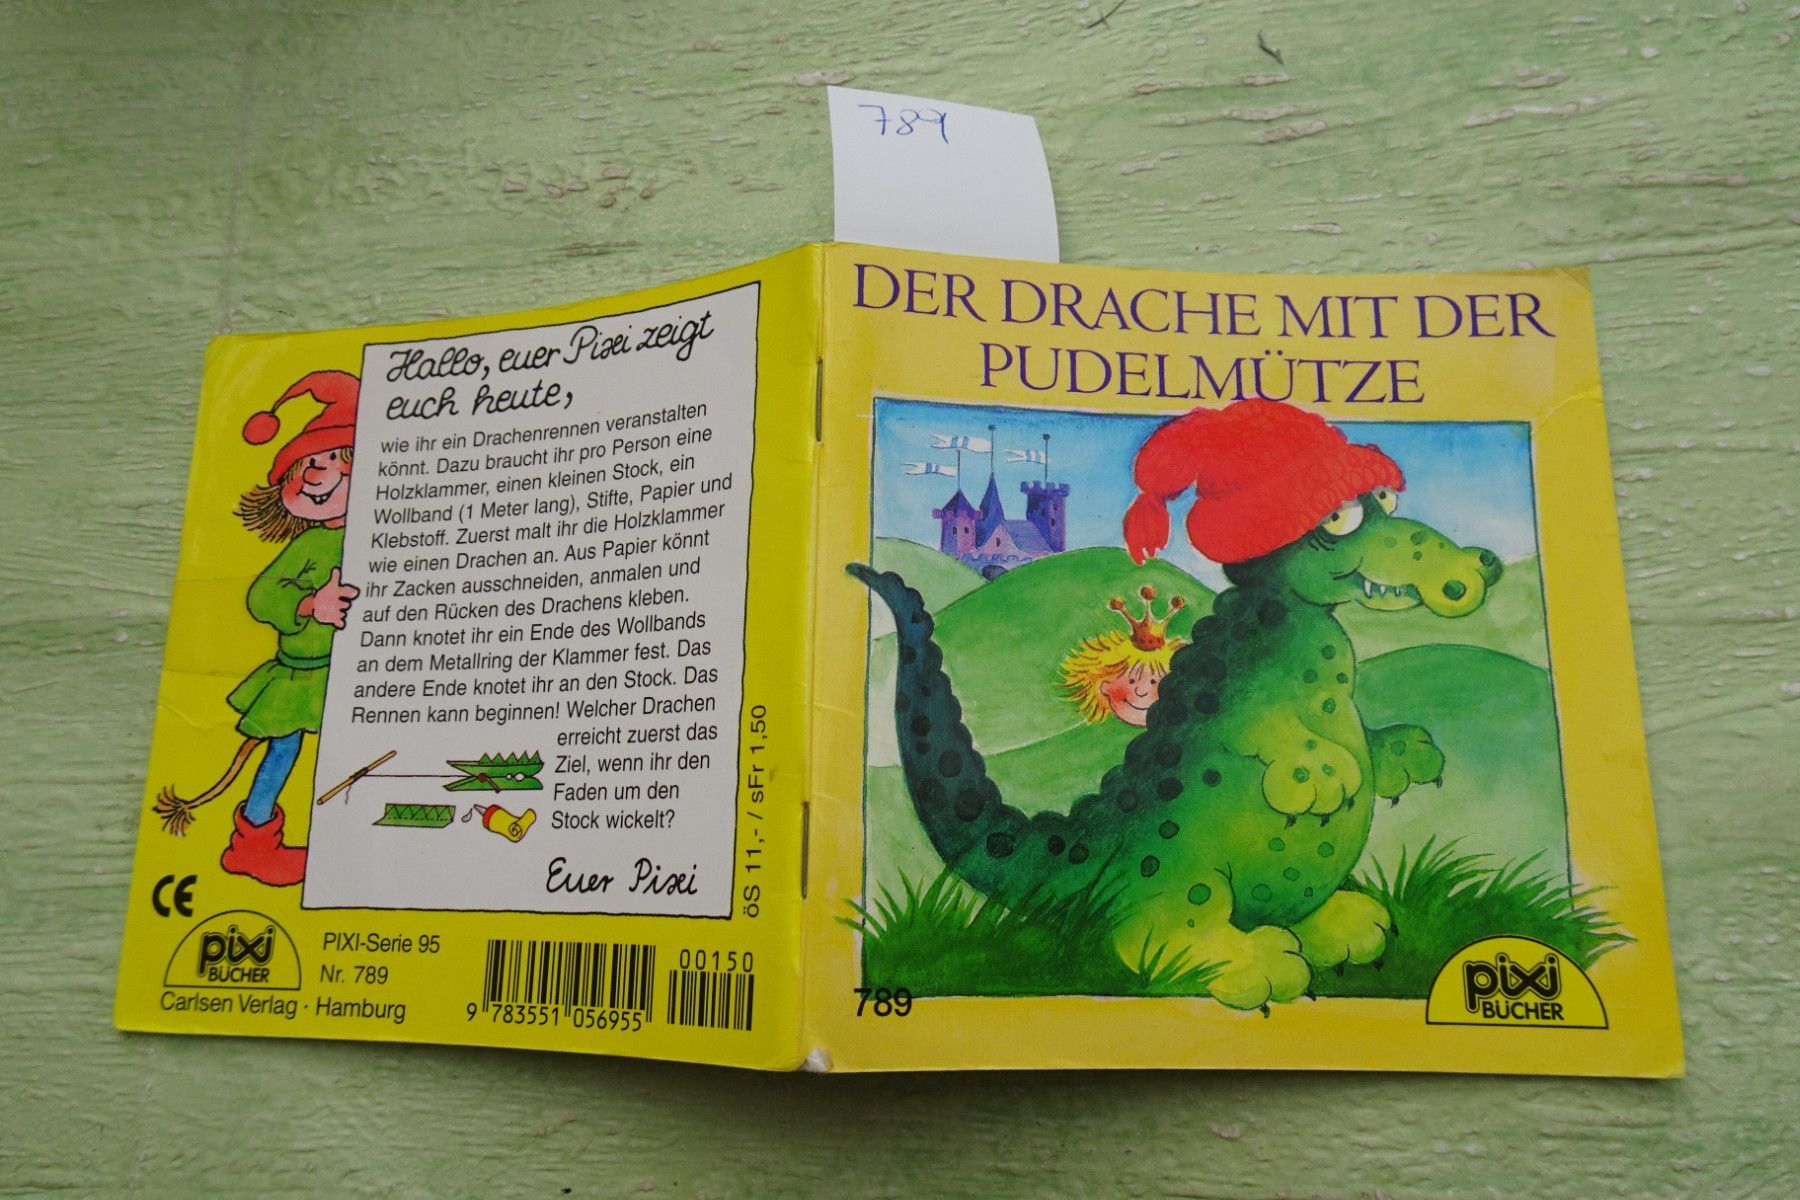 789
Hallo, euer Pixi zeigt
euch heute,
wie ihr ein Drachenrennen veranstalten
könnt. Dazu braucht ihr pro Person eine
Holzklammer, einen kleinen Stock, ein
Wollband (1 Meter lang), Stifte, Papier und
Klebstoff. Zuerst malt ihr die Holzklammer
wie einen Drachen an. Aus Papier könnt
ihr Zacken ausschneiden, anmalen und
auf den Rücken des Drachens kleben.
Dann knotet ihr ein Ende des Wollbands
an dem Metallring der Klammer fest. Das
andere Ende knotet ihr an den Stock. Das
Rennen kann beginnen! Welcher Drachen
erreicht zuerst das
Ziel, wenn ihr den
Faden um den
Stock wickelt?
Euer Pixi
öS 11,- / sFr 1,50
CE
pixi
BÜCHER
PIXI-Serie 95
Nr. 789
Carlsen Verlag · Hamburg
9 783551 056955
00150
DER DRACHE MIT DER
PUDELMÜTZE
789
pixi
BÜCHER